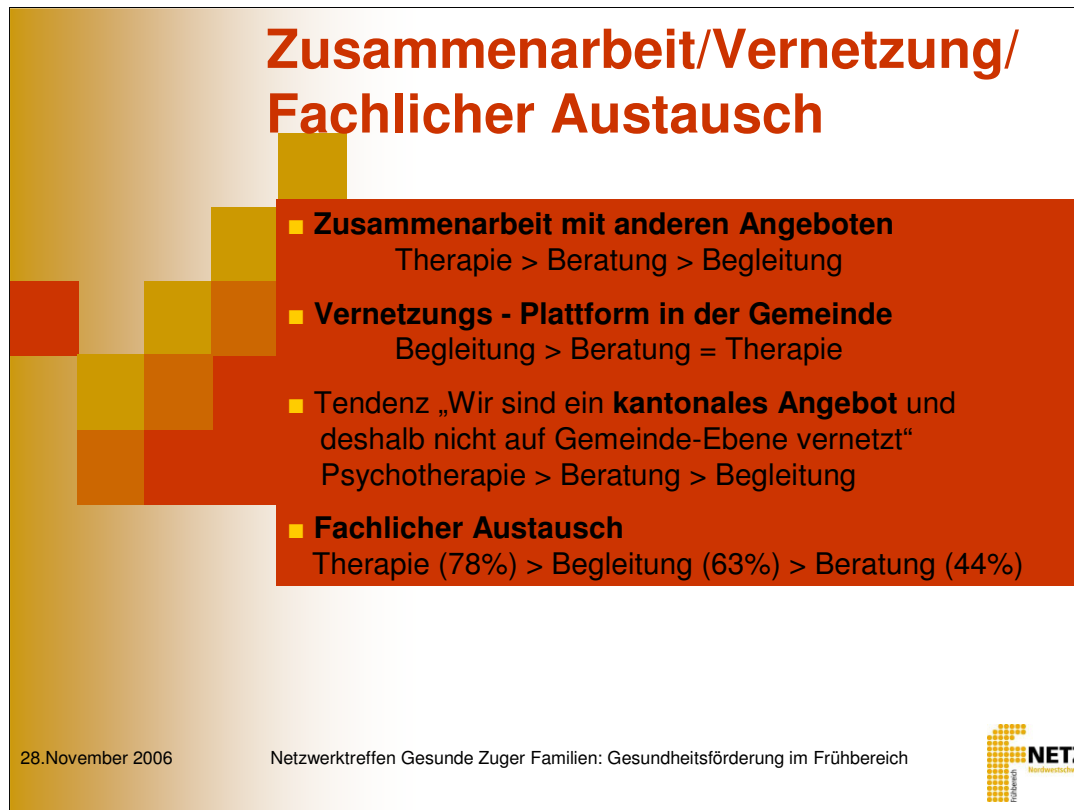 Zusammenarbeit/Vernetzung/
Fachlicher Austausch
■ Zusammenarbeit mit anderen Angeboten
Therapie > Beratung > Begleitung
■ Vernetzungs - Plattform in der Gemeinde
Begleitung > Beratung = Therapie
■ Tendenz „Wir sind ein kantonales Angebot und
deshalb nicht auf Gemeinde-Ebene vernetzt“
Psychotherapie > Beratung > Begleitung
■ Fachlicher Austausch
Therapie (78%) > Begleitung (63%) > Beratung (44%)
28.November 2006
Netzwerktreffen Gesunde Zuger Familien: Gesundheitsförderung im Frühbereich
Frühbereich